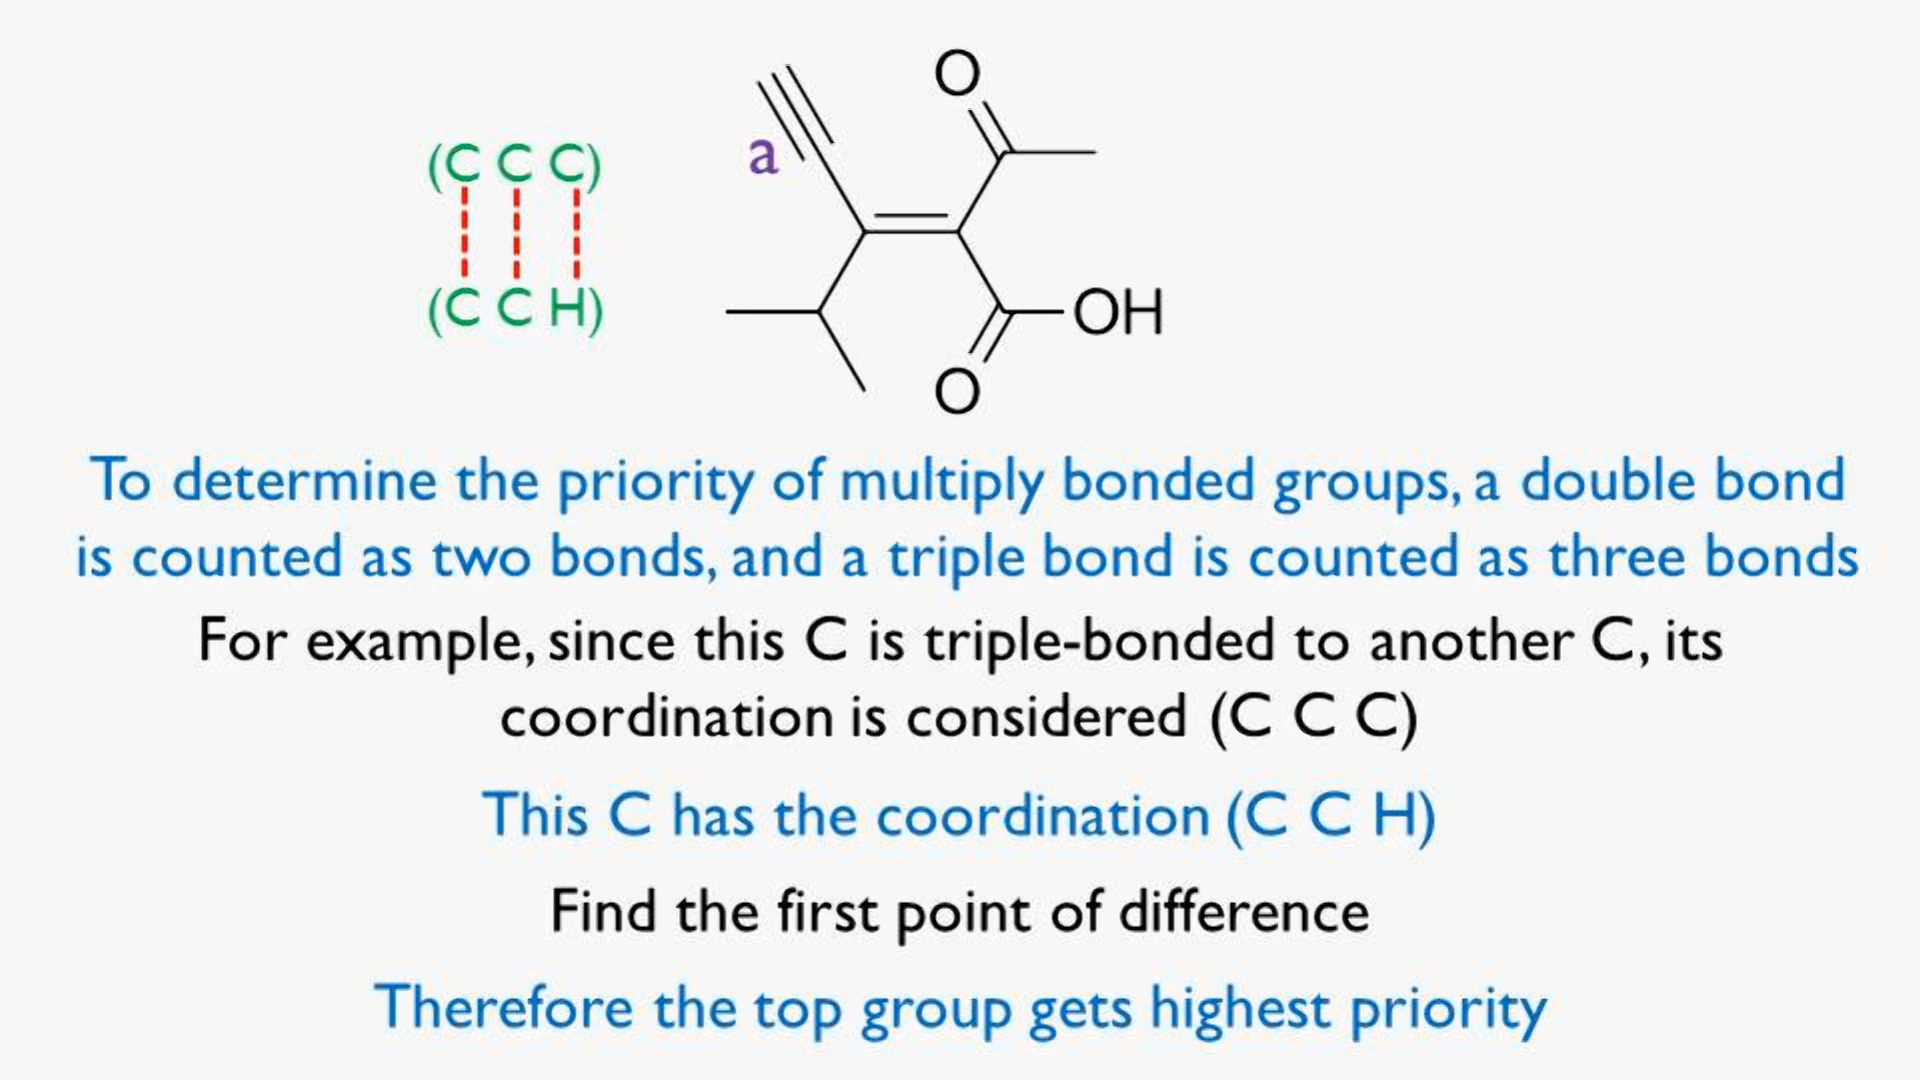 O
(C C C)
a
(C C H)
OH
O
To determine the priority of multiply bonded groups, a double bond
is counted as two bonds, and a triple bond is counted as three bonds
For example, since this C is triple-bonded to another C, its
coordination is considered (C C C)
This C has the coordination (C C H)
Find the first point of difference
Therefore the top group gets highest priority